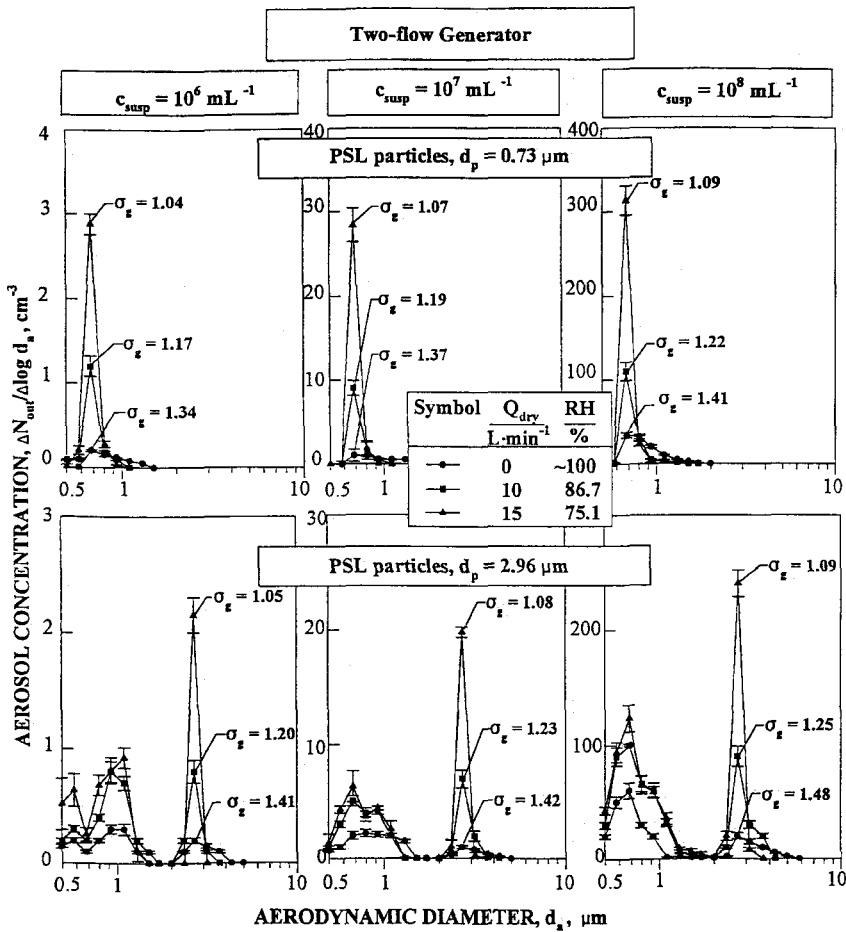 Two-flow Generator
c_susp = 10^6 mL^-1
c_susp = 10^7 mL^-1
c_susp = 10^8 mL^-1
PSL particles, d_p = 0.73 µm
4
3
2
1
0
0.5
1
10
σ_g = 1.04
σ_g = 1.17
σ_g = 1.34
40
30
20
10
0
0.5
1
10
σ_g = 1.07
σ_g = 1.19
σ_g = 1.37
400
300
200
100
0
0.5
1
10
σ_g = 1.09
σ_g = 1.22
σ_g = 1.41
Symbol Q_dry RH
L·min^-1 %
0 ~100
10 86.7
15 75.1
PSL particles, d_p = 2.96 µm
3
2
1
0
0.5
1
10
σ_g = 1.05
σ_g = 1.20
σ_g = 1.41
30
20
10
0
0.5
1
10
σ_g = 1.08
σ_g = 1.23
σ_g = 1.42
200
100
0
0.5
1
10
σ_g = 1.09
σ_g = 1.25
σ_g = 1.48
AEROSOL CONCENTRATION, ΔN_out/Δlog d_a, cm^-3
AERODYNAMIC DIAMETER, d_a, µm